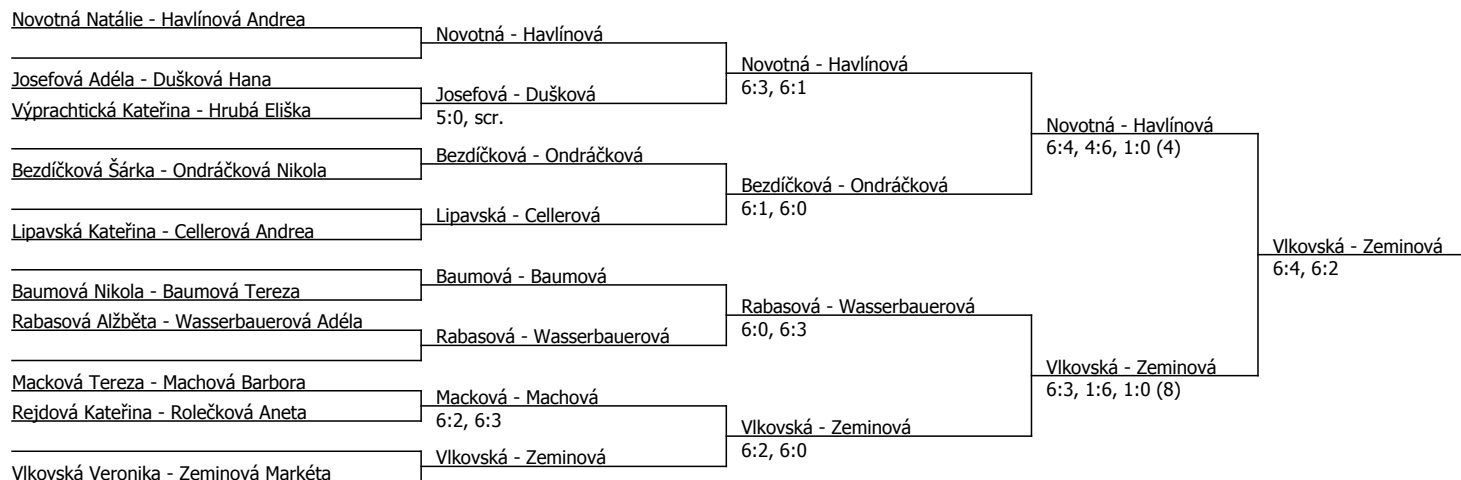 Novotná Natálie - Havlínová Andrea
Josefová Adéla - Dušková Hana
Výprachtická Kateřina - Hrubá Eliška
Bezdíčková Šárka - Ondráčková Nikola
Lipavská Kateřina - Cellerová Andrea
Baumová Nikola - Baumová Tereza
Rabasová Alžběta - Wasserbauerová Adéla
Macková Tereza - Machová Barbora
Rejdová Kateřina - Rolečková Aneta
Vlkovská Veronika - Zeminová Markéta
Novotná - Havlínová
Josefová - Dušková
5:0, scr.
Bezdíčková - Ondráčková
Lipavská - Cellerová
Baumová - Baumová
Rabasová - Wasserbauerová
Macková - Machová
6:2, 6:3
Vlkovská - Zeminová
Novotná - Havlínová
6:3, 6:1
Bezdíčková - Ondráčková
6:1, 6:0
Rabasová - Wasserbauerová
6:0, 6:3
Vlkovská - Zeminová
6:2, 6:0
Novotná - Havlínová
6:4, 4:6, 1:0 (4)
Vlkovská - Zeminová
6:3, 1:6, 1:0 (8)
Vlkovská - Zeminová
6:4, 6:2